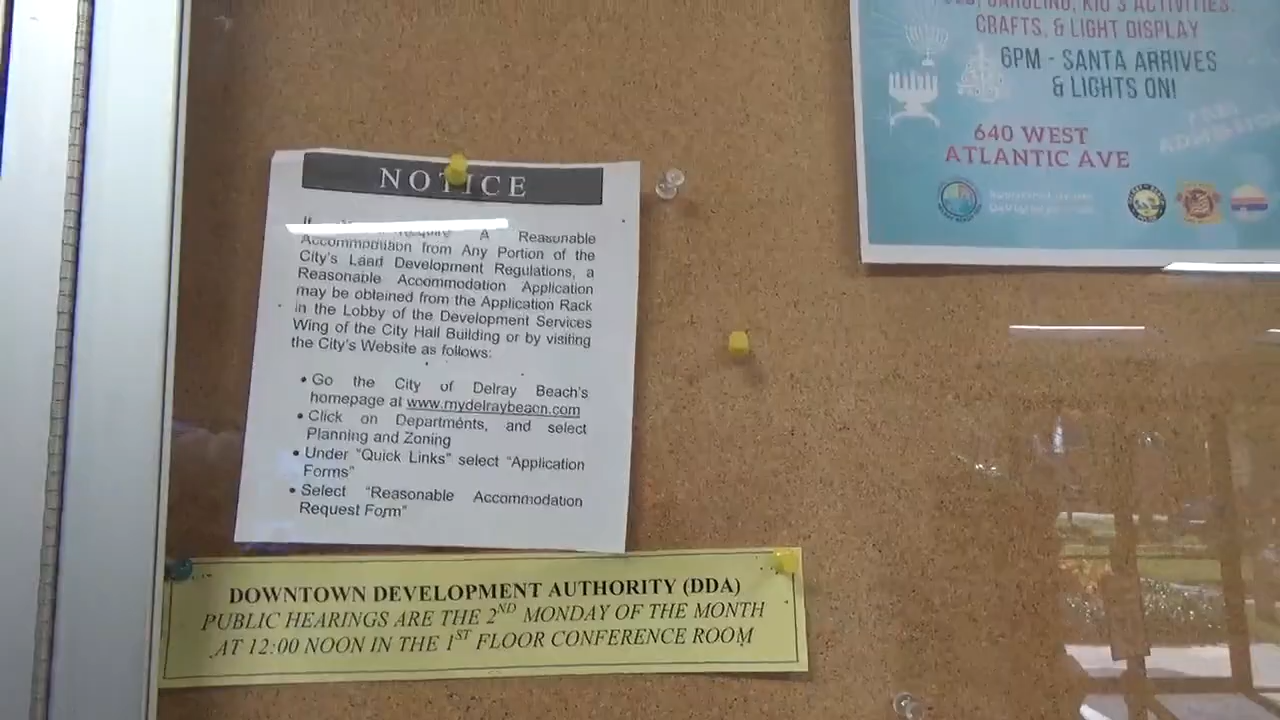 NOTICE
If Require A Reasonable
Accommodation from Any Portion of the
City's Laand Development Regulations, a
Reasonable Accommodation Application
may be obtained from the Application Rack
in the Lobby of the Development Services
Wing of the City Hall Building or by visiting
the City's Website as follows:
• Go the City of Delray Beach's
homepage at www.mydelraybeach.com
• Click on Departments, and select
Planning and Zoning
• Under "Quick Links" select "Application
Forms"
• Select "Reasonable Accommodation
Request Form"
DOWNTOWN DEVELOPMENT AUTHORITY (DDA)
PUBLIC HEARINGS ARE THE 2ND MONDAY OF THE MONTH
AT 12:00 NOON IN THE 1ST FLOOR CONFERENCE ROOM
CAROLING, KID'S ACTIVITIES,
CRAFTS, & LIGHT DISPLAY
6PM - SANTA ARRIVES
& LIGHTS ON!
640 WEST
ATLANTIC AVE